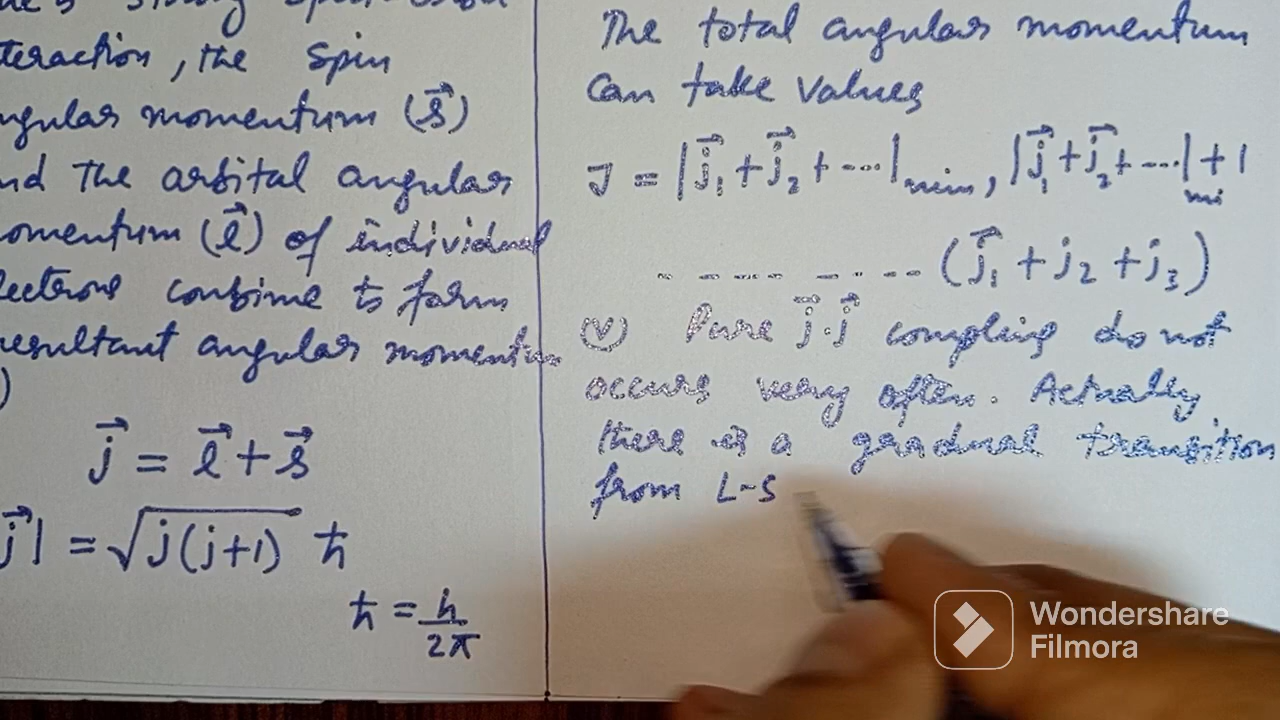 teraction, the spin
ngular momentum (s⃗)
nd the orbital angular
omentum (l⃗) of individual
lectrons combine to form
resultant angular momentum
)
j⃗ = l⃗ + s⃗
j⃗| = √j(j+1) ħ
ħ = h/2π
The total angular momentum
can take values
J = |j⃗₁ + j⃗₂ + ---|min, |j⃗₁ + j⃗₂ + ---|mi + 1
-- ---- -- -- -- (j⃗₁ + j₂ + j₃)
(v) Pure j⃗.j⃗ coupling do not
occurs very often. Actually
there is a gradual transition
from L-S
Wondershare
Filmora